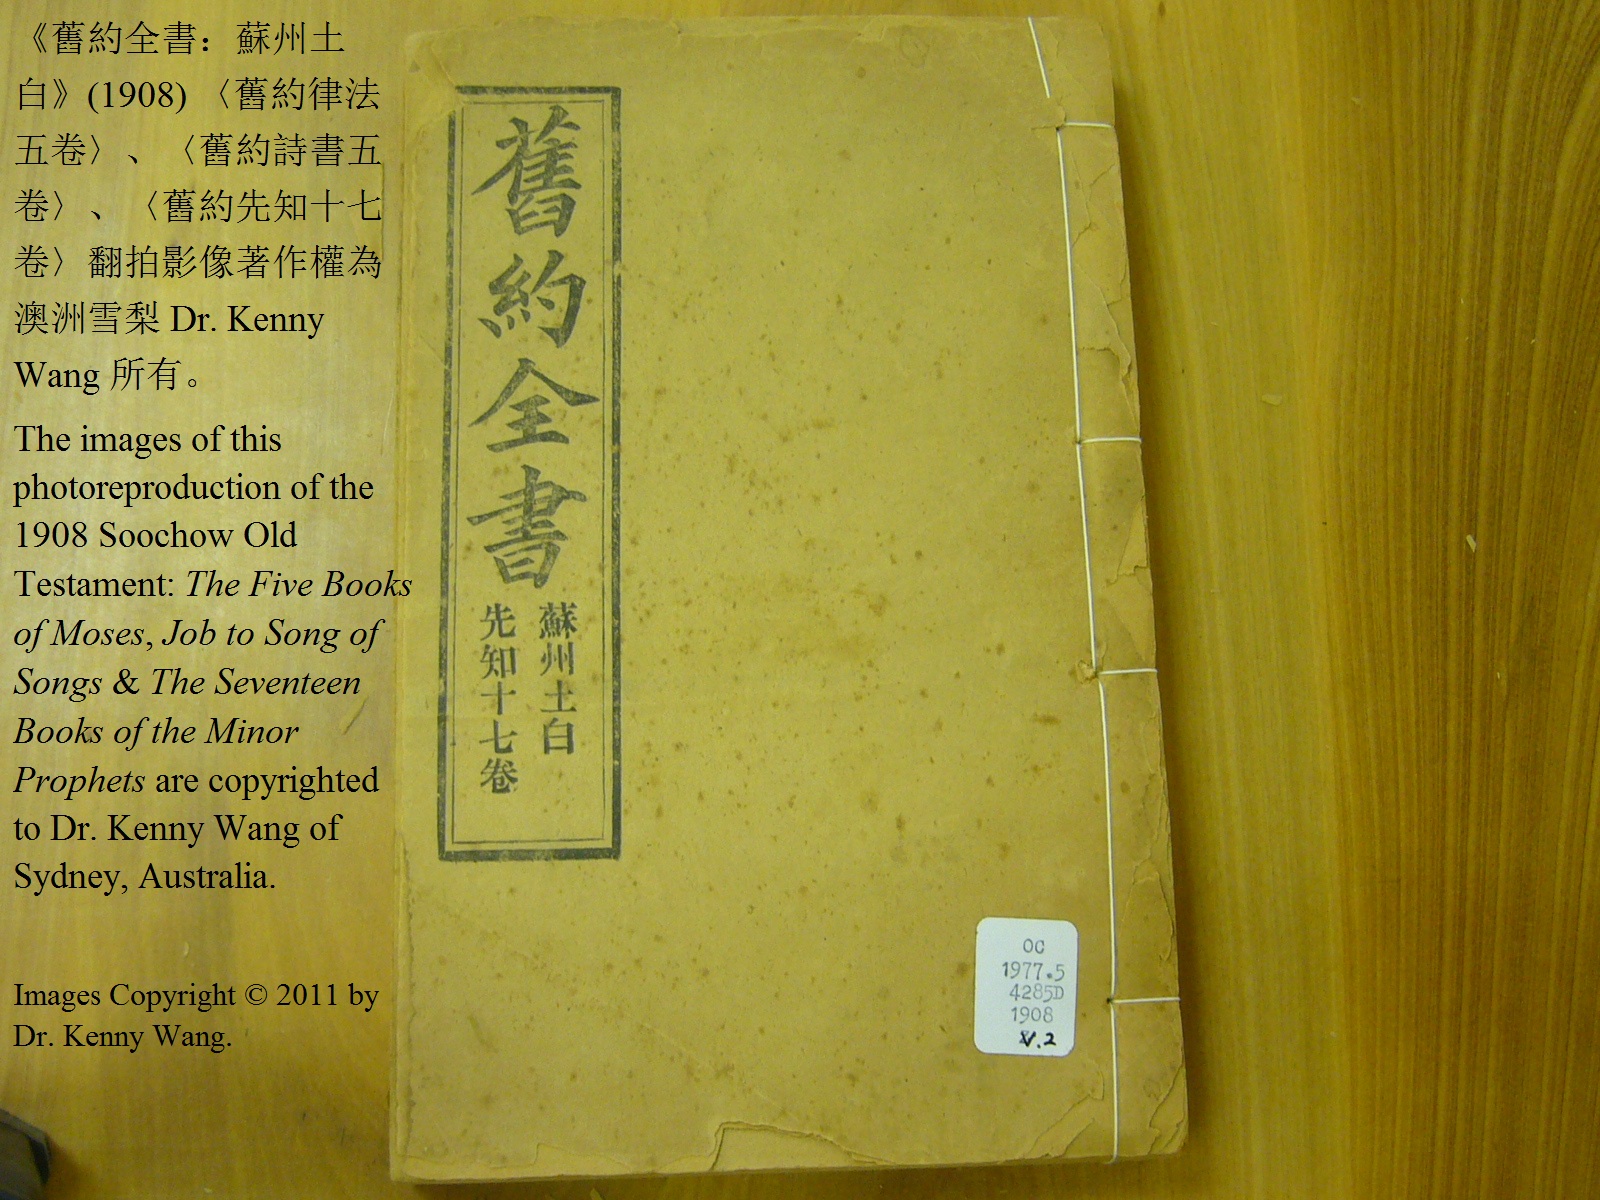 《舊約全書：蘇州土
白》(1908) 〈舊約律法
五卷〉、〈舊約詩書五
卷〉、〈舊約先知十七
卷〉翻拍影像著作權為
澳洲雪梨 Dr. Kenny
Wang 所有。
The images of this
photoreproduction of the
1908 Soochow Old
Testament: The Five Books
of Moses, Job to Song of
Songs & The Seventeen
Books of the Minor
Prophets are copyrighted
to Dr. Kenny Wang of
Sydney, Australia.
Images Copyright © 2011 by
Dr. Kenny Wang.
舊約全書
蘇州土白
先知十七卷
OC
1977.5
4285D
1908
V.2